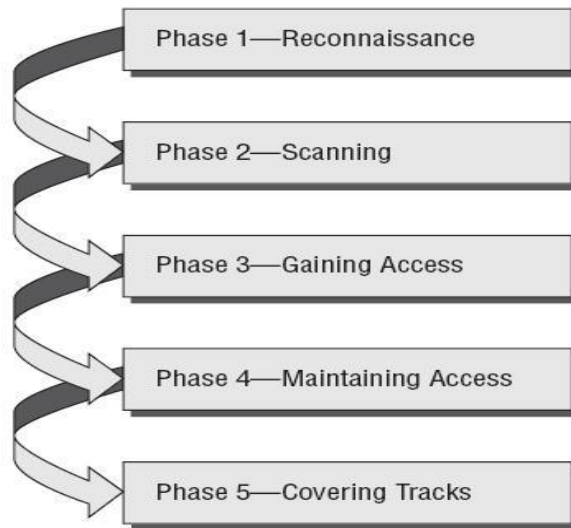 Phase 1—Reconnaissance
Phase 2—Scanning
Phase 3—Gaining Access
Phase 4—Maintaining Access
Phase 5—Covering Tracks